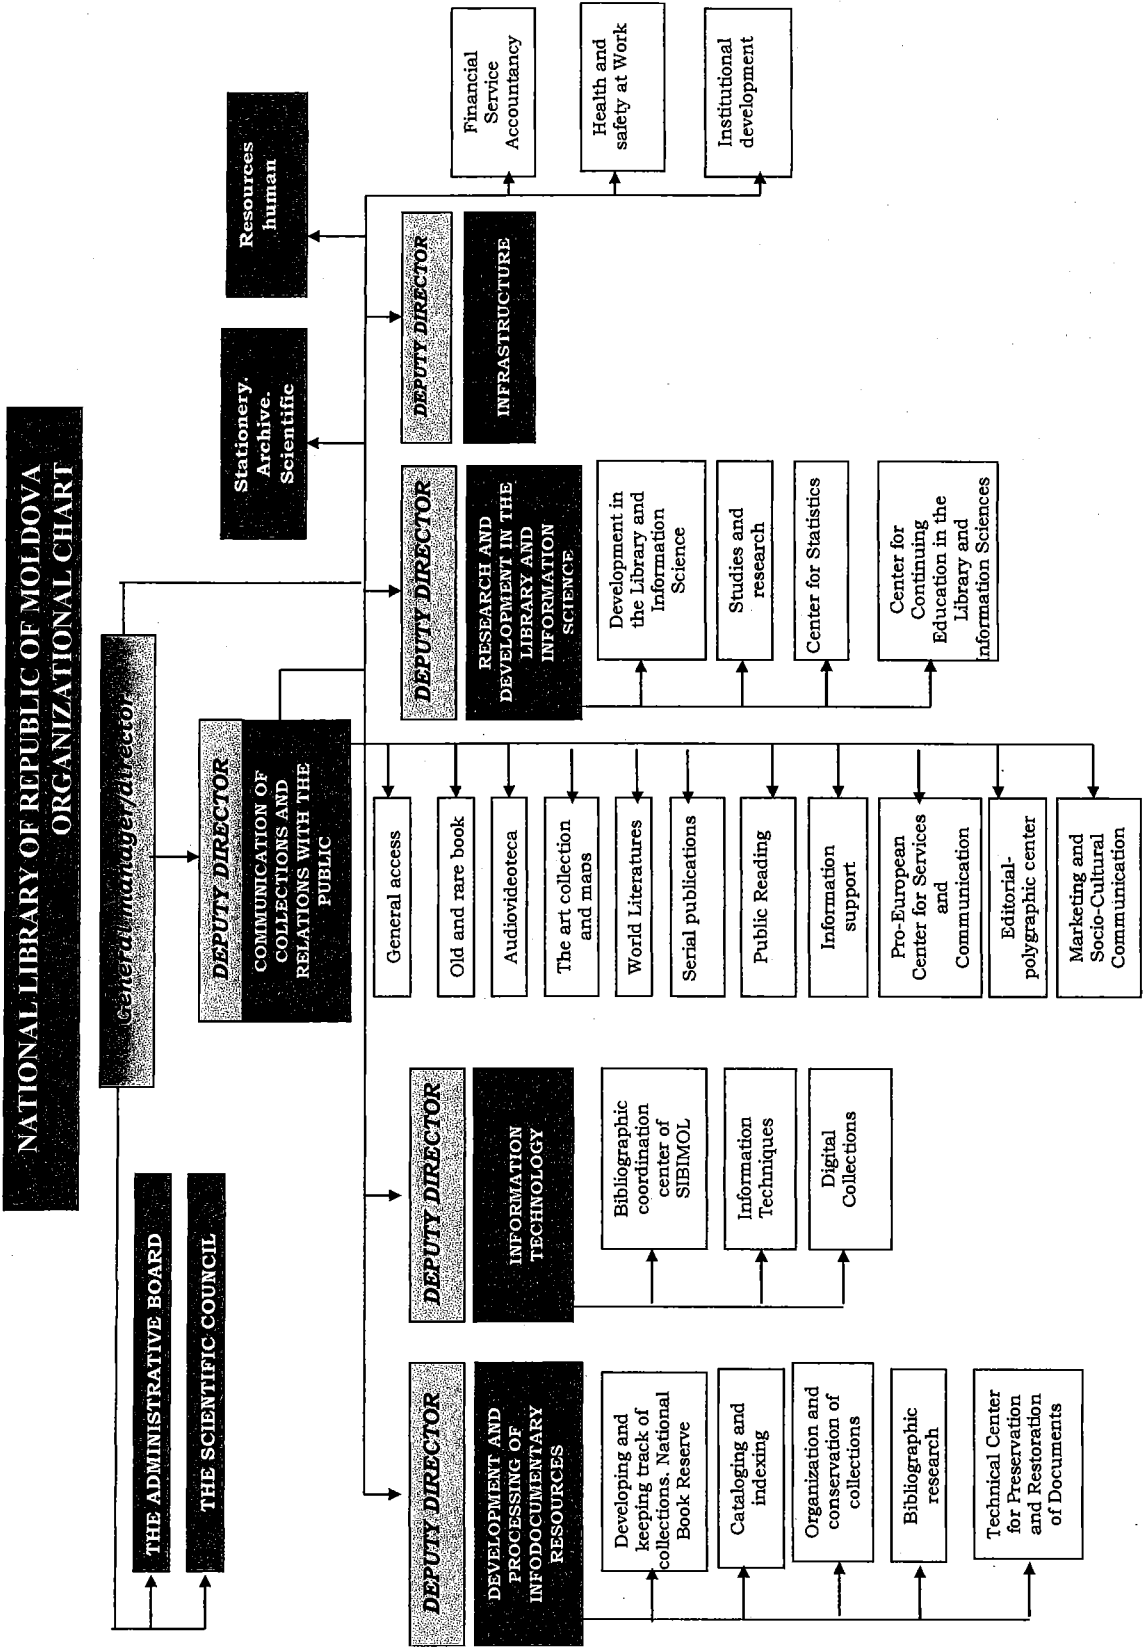 NATIONAL LIBRARY OF REPUBLIC OF MOLDOVA
ORGANIZATIONAL CHART
General manager/director
THE ADMINISTRATIVE BOARD
THE SCIENTIFIC COUNCIL
Stationery.
Archive.
Scientific
Resources
human
DEPUTY DIRECTOR
COMMUNICATION OF
COLLECTIONS AND
RELATIONS WITH THE
PUBLIC
DEPUTY DIRECTOR
DEVELOPMENT AND
PROCESSING OF
INFODOCUMENTARY
RESOURCES
Developing and
keeping track of
collections. National
Book Reserve
Cataloging and
indexing
Organization and
conservation of
collections
Bibliographic
research
Technical Center
for Preservation
and Restoration
of Documents
DEPUTY DIRECTOR
INFORMATION
TECHNOLOGY
Bibliographic
coordination
center of
SIBIMOL
Information
Techniques
Digital
Collections
General access
Old and rare book
Audiovideoteca
The art collection
and maps
World Literatures
Serial publications
Public Reading
Information
support
Pro-European
Center for Services
and
Communication
Editorial-
polygraphic center
Marketing and
Socio-Cultural
Communication
DEPUTY DIRECTOR
RESEARCH AND
DEVELOPMENT IN THE
LIBRARY AND
INFORMATION
SCIENCE
Development in
the Library and
Information
Science
Studies and
research
Center for Statistics
Center for
Continuing
Education in the
Library and
Information Sciences
DEPUTY DIRECTOR
INFRASTRUCTURE
Financial
Service
Accountancy
Health and
safety at Work
Institutional
development